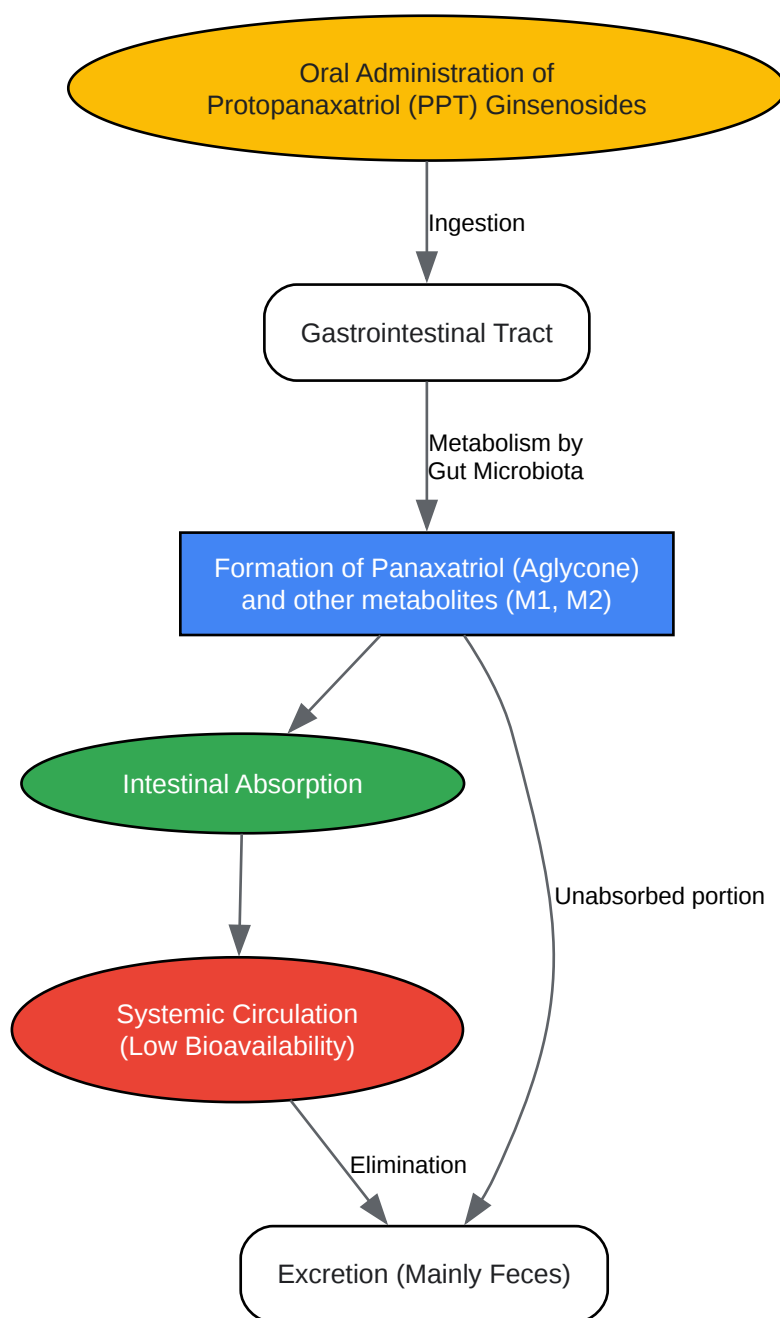 Oral Administration of
Protopanaxatriol (PPT) Ginsenosides
Ingestion
Gastrointestinal Tract
Metabolism by
Gut Microbiota
Formation of Panaxatriol (Aglycone)
and other metabolites (M1, M2)
Intestinal Absorption
Unabsorbed portion
Systemic Circulation
(Low Bioavailability)
Elimination
Excretion (Mainly Feces)